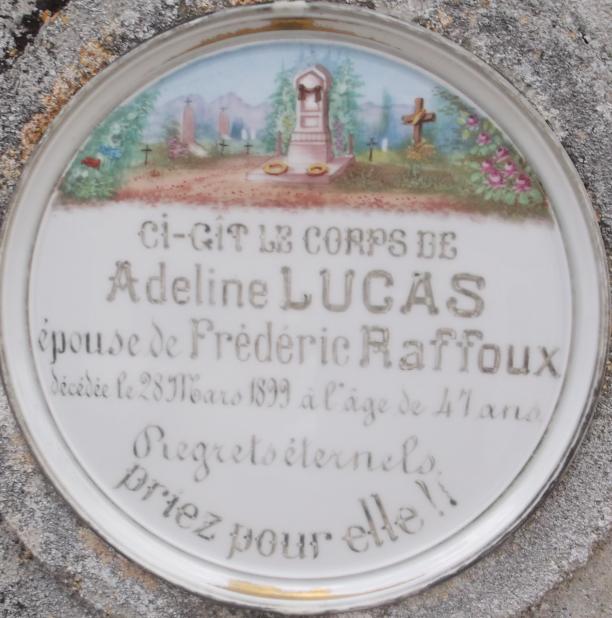 CI-GÎT LE CORPS DE
Adeline LUCAS
épouse de Frédéric Raffoux
décédée le 28 Mars 1899 à l'âge de 47 ans.
Regrets éternels.
priez pour elle!!